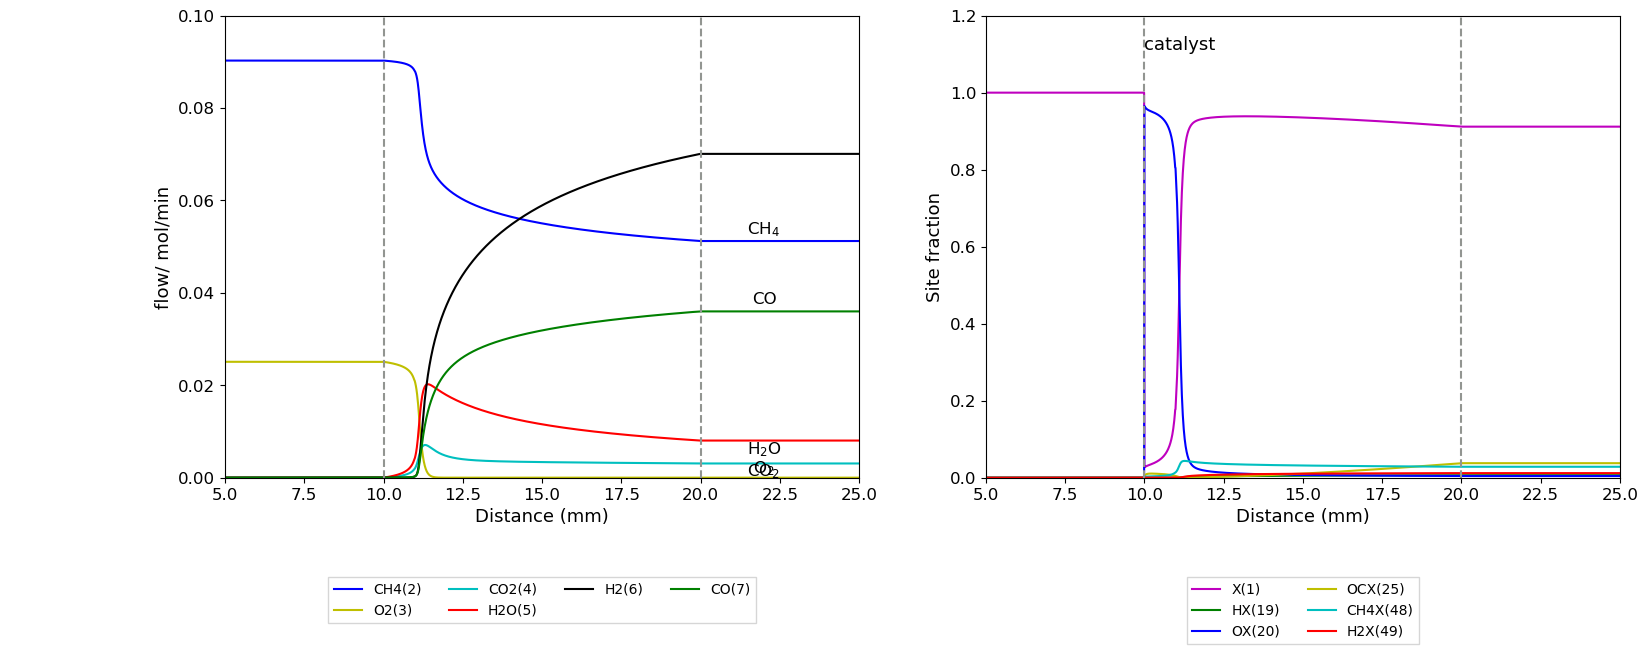 0.10
0.08
0.06
0.04
0.02
0.00
flow/ mol/min
CH4
CO
H2O
O2
CO2
5.0 7.5 10.0 12.5 15.0 17.5 20.0 22.5 25.0
Distance (mm)
CH4(2) CO2(4) H2(6) CO(7)
O2(3) H2O(5)
1.2
1.0
0.8
0.6
0.4
0.2
0.0
Site fraction
catalyst
5.0 7.5 10.0 12.5 15.0 17.5 20.0 22.5 25.0
Distance (mm)
X(1) OCX(25)
HX(19) CH4X(48)
OX(20) H2X(49)